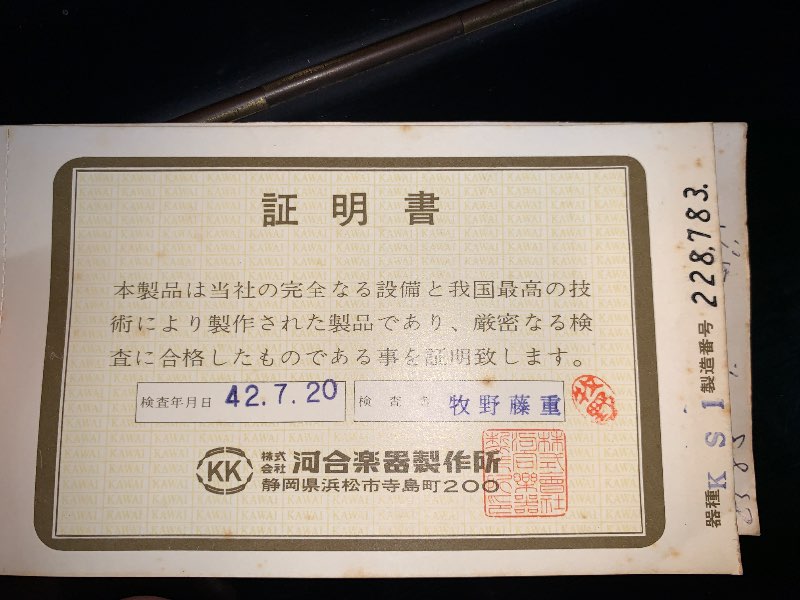 証明書
本製品は当社の完全なる設備と我国最高の技
術により製作された製品であり、厳密なる検
査に合格したものである事を証明致します。
検査年月日 42.7.20
検査者 牧野藤重
KK 株式会社 河合楽器製作所
静岡県浜松市寺島町200
器種 KS1 製造番号 228,783.